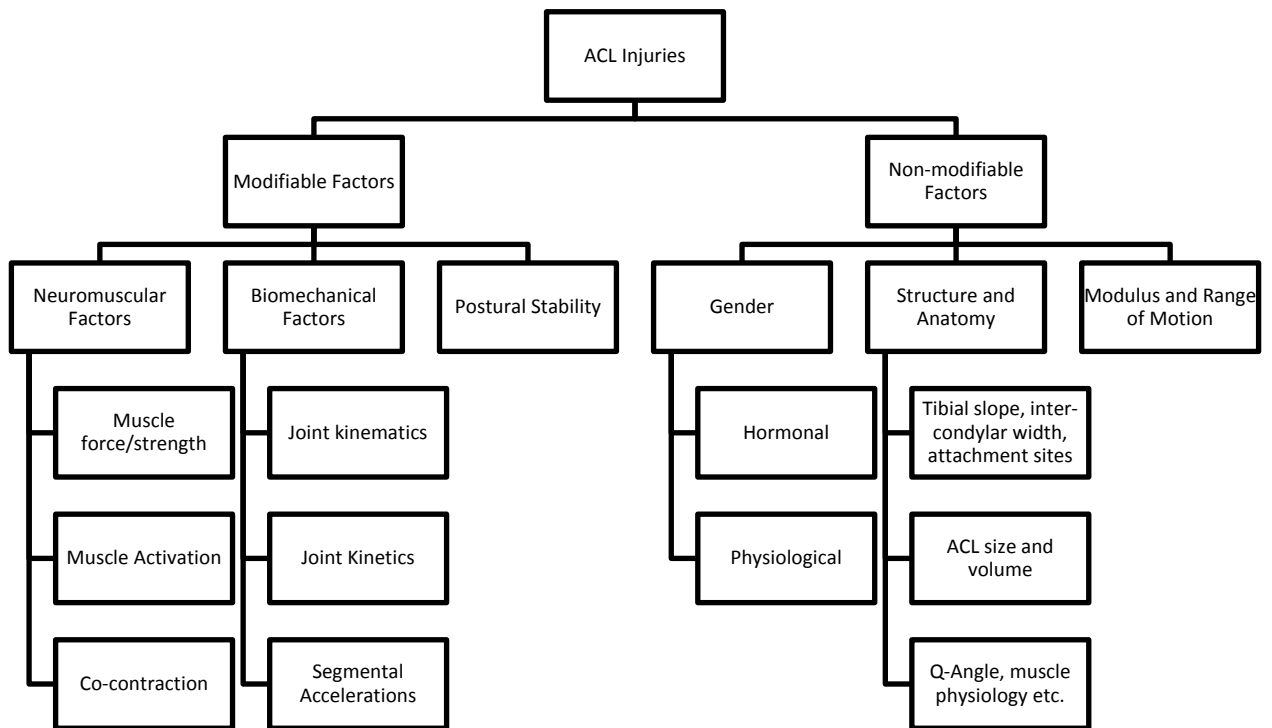 ACL Injuries
Modifiable Factors
Non-modifiable
Factors
Neuromuscular
Factors
Biomechanical
Factors
Postural Stability
Gender
Structure and
Anatomy
Modulus and Range
of Motion
Muscle
force/strength
Joint kinematics
Hormonal
Tibial slope, inter-
condylar width,
attachment sites
Muscle Activation
Joint Kinetics
Physiological
ACL size and
volume
Co-contraction
Segmental
Accelerations
Q-Angle, muscle
physiology etc.